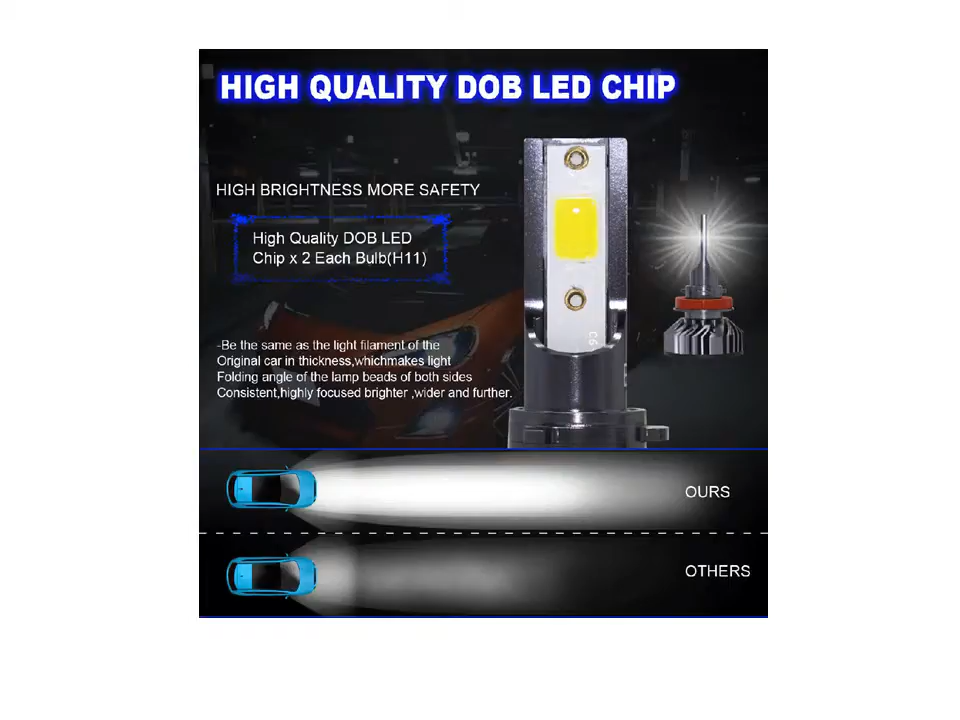 HIGH QUALITY DOB LED CHIP
HIGH BRIGHTNESS MORE SAFETY
High Quality DOB LED
Chip x 2 Each Bulb(H11)
-Be the same as the light filament of the
Original car in thickness,whichmakes light
Folding angle of the lamp beads of both sides
Consistent,highly focused brighter ,wider and further.
C6
OURS
OTHERS